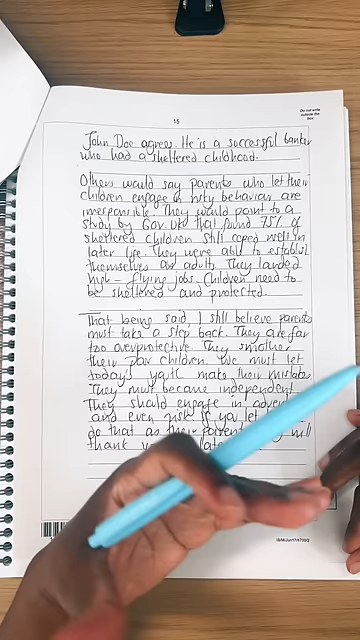 Do not write
outside the
box
15
John Doe agrees. He is a successful banker
who had a sheltered childhood.
Others would say parents who let their
children engage in risky behaviour are
irresponsible. They would point to a
study by Gov.uk that found 75% of
sheltered children still coped well in
later life. They were able to establish
themselves as adults. They landed
high-flying jobs. Children need to
be sheltered and protected.
That being said, I still believe parents
must take a step back. They are far
too overprotective. They smother
their poor children. We must let
today's youth make their mistakes.
They must become independent.
They should engage in
and even risk. If you let
do that as their parent will
thank
IB/M/Jun17/8700/2